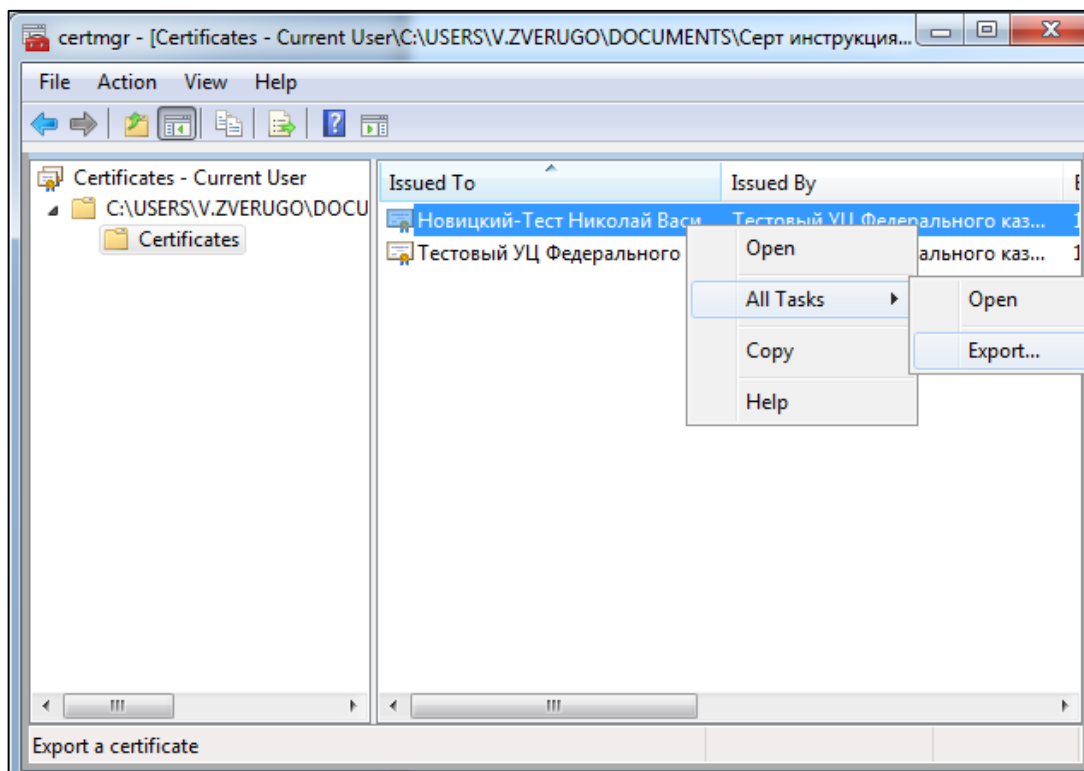 certmgr - [Certificates - Current User\C:\USERS\V.ZVERUGO\DOCUMENTS\Серт инструкция...
File Action View Help
Certificates - Current User
C:\USERS\V.ZVERUGO\DOCU
Certificates
Issued To Issued By
Новицкий-Тест Николай Васи Тестовый УЦ Федерального каз... 1
Тестовый УЦ Федерального ального каз... 1
Open
All Tasks
Copy
Help
Open
Export...
Export a certificate